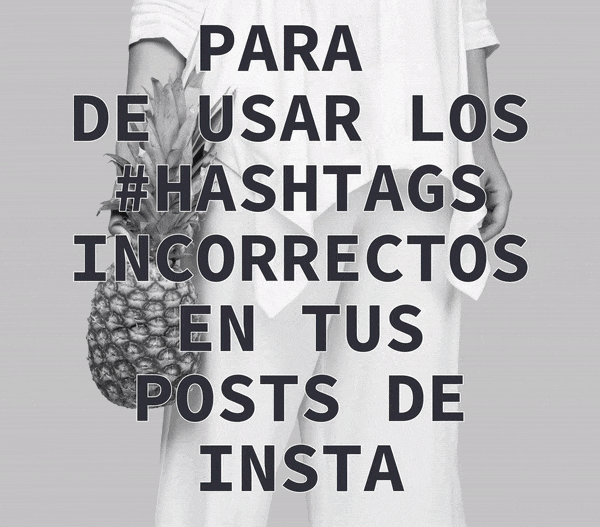 PARA
DE USAR LOS
#HASHTAGS
INCORRECTOS
EN TUS
POSTS DE
INSTA